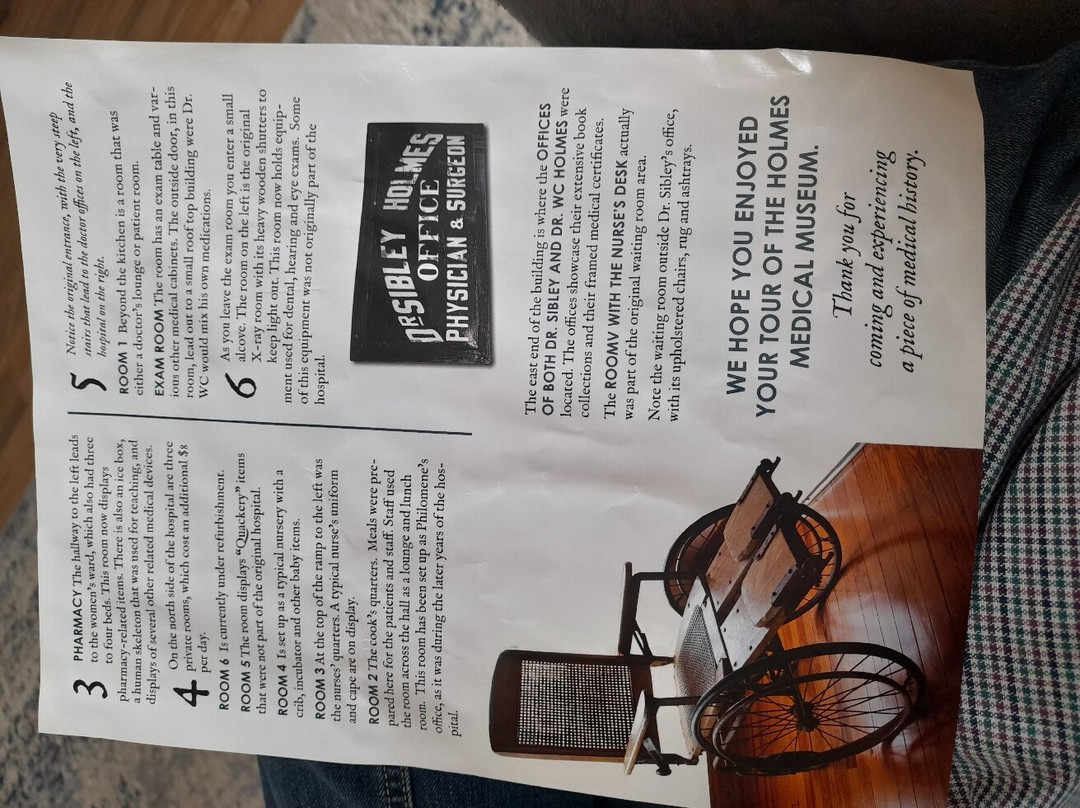 3 PHARMACY The hallway to the left leads
to the women's ward, which also had three
to four beds. This room now displays
pharmacy-related items. There is also an ice box,
a human skeleton that was used for teaching, and
displays of several other related medical devices.
4 On the north side of the hospital are three
private rooms, which cost an additional $8
per day.
ROOM 6 Is currently under refurbishment.
ROOM 5 The room displays "Quackery" items
that were not part of the original hospital.
ROOM 4 Is set up as a typical nursery with a
crib, incubator and other baby items.
ROOM 3 At the top of the ramp to the left was
the nurses' quarters. A typical nurse's uniform
and cape are on display.
ROOM 2 The cook's quarters. Meals were pre-
pared here for the patients and staff. Staff used
the room across the hall as a lounge and lunch
room. This room has been set up as Philomene's
office, as it was during the later years of the hos-
pital.
5 Notice the original entrance, with the very steep
stairs that lead to the doctor offices on the left, and the
hospital on the right.
ROOM 1 Beyond the kitchen is a room that was
either a doctor's lounge or patient room.
EXAM ROOM The room has an exam table and var-
ious other medical cabinets. The outside door, in this
room, lead out to a small roof top building were Dr.
WC would mix his own medications.
6 As you leave the exam room you enter a small
alcove. The room on the left is the original
X-ray room with its heavy wooden shutters to
keep light out. This room now holds equip-
ment used for dental, hearing and eye exams. Some
of this equipment was not originally part of the
hospital.
DR SIBLEY HOLMES
OFFICE
PHYSICIAN & SURGEON
The east end of the building is where the OFFICES
OF BOTH DR. SIBLEY AND DR. WC HOLMES were
located. The offices showcase their extensive book
collections and their framed medical certificates.
The ROOMV WITH THE NURSE'S DESK actually
was part of the original waiting room area.
Note the waiting room outside Dr. Sibley's office,
with its upholstered chairs, rug and ashtrays.
WE HOPE YOU ENJOYED
YOUR TOUR OF THE HOLMES
MEDICAL MUSEUM.
Thank you for
coming and experiencing
a piece of medical history.